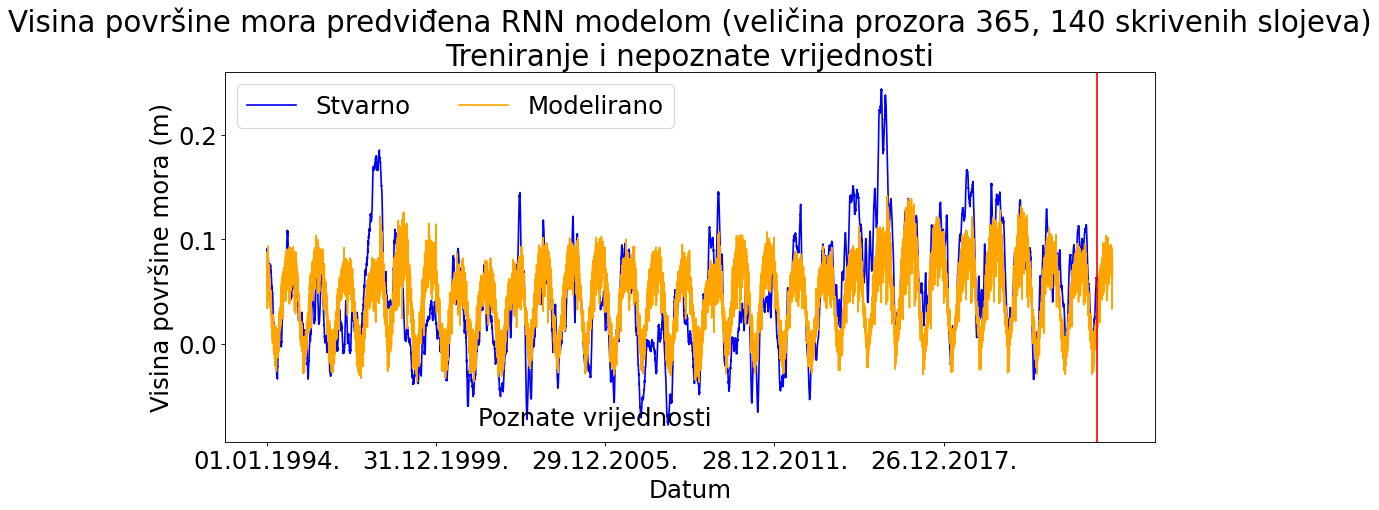 Visina površine mora predviđena RNN modelom (veličina prozora 365, 140 skrivenih slojeva)
Treniranje i nepoznate vrijednosti
Stvarno
Modelirano
Visina površine mora (m)
0.2
0.1
0.0
Poznate vrijednosti
01.01.1994.
31.12.1999.
29.12.2005.
28.12.2011.
26.12.2017.
Datum